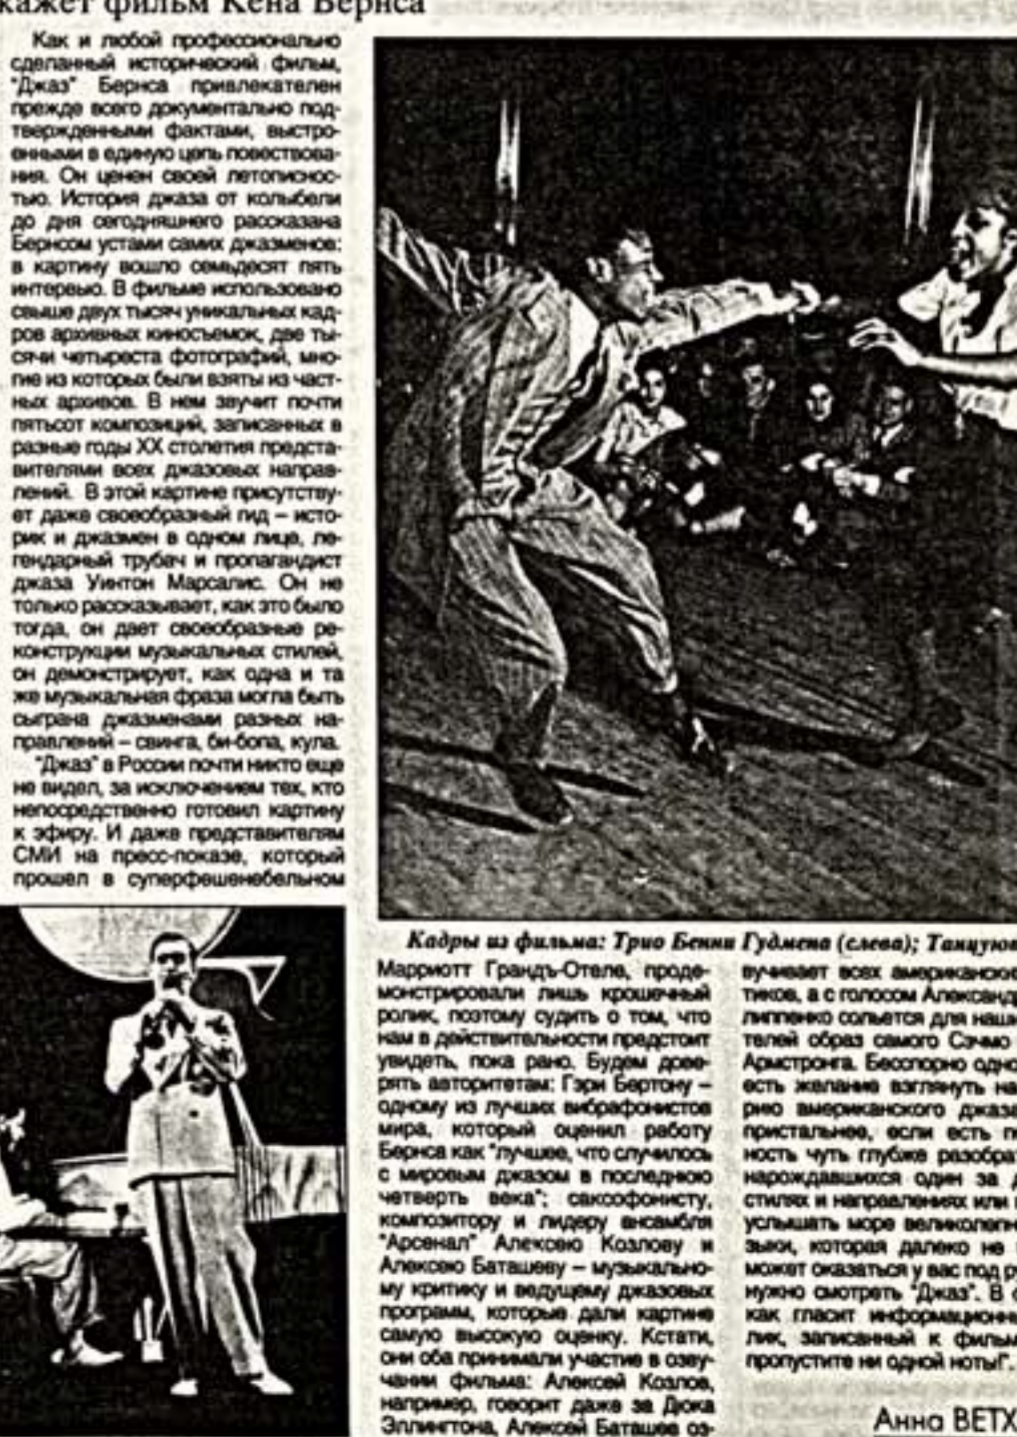 кажет фильм Кена Бернса
Как и любой профессионально
сделанный исторический фильм,
"Джаз" Бернса привлекателен
прежде всего документально под-
твержденными фактами, выстро-
енными в единую цепь повествова-
ния. Он ценен своей летописнос-
тью. История джаза от колыбели
до дня сегодняшнего рассказана
Бернсом устами самих джазменов:
в картину вошло семьдесят пять
интервью. В фильме использовано
свыше двух тысяч уникальных кад-
ров архивных киносъемок, две ты-
сячи четыреста фотографий, мно-
гие из которых были взяты из част-
ных архивов. В нем звучит почти
пятьсот композиций, записанных в
разные годы XX столетия предста-
вителями всех джазовых направ-
лений. В этой картине присутству-
ет даже своеобразный гид – исто-
рик и джазмен в одном лице, ле-
гендарный трубач и пропагандист
джаза Уинтон Марсалис. Он не
только рассказывает, как это было
тогда, он дает своеобразные ре-
конструкции музыкальных стилей,
он демонстрирует, как одна и та
же музыкальная фраза могла быть
сыграна джазменами разных на-
правлений – свинга, би-бопа, кула.
"Джаз" в России почти никто еще
не видел, за исключением тех, кто
непосредственно готовил картину
к эфиру. И даже представителям
СМИ на пресс-показе, который
прошел в суперфешенебельном
Кадры из фильма: Трио Бенни Гудмена (слева); Танцуют
Марриотт Грандъ-Отеле, проде-
монстрировали лишь крошечный
ролик, поэтому судить о том, что
нам в действительности предстоит
увидеть, пока рано. Будем дове-
рять авторитетам: Гэри Бертону –
одному из лучших вибрафонистов
мира, который оценил работу
Бернса как "лучшее, что случилось
с мировым джазом в последнюю
четверть века"; саксофонисту,
композитору и лидеру ансамбля
"Арсенал" Алексею Козлову и
Алексею Баташеву – музыкально-
му критику и ведущему джазовых
программ, которые дали картине
самую высокую оценку. Кстати,
они оба принимали участие в озву-
чании фильма: Алексей Козлов,
например, говорит даже за Дюка
Эллингтона, Алексей Баташев оз-
вучивает всех американских
тиков, а с голосом Александр
липпенко сольется для наши
телей образ самого Сэчмо
Армстронга. Бесспорно одно
есть желание взглянуть на
рию американского джаза
пристальнее, если есть п
ность чуть глубже разобрат
нарождавшихся один за д
стилях и направлениях или
услышать море великолепн
зыки, которая далеко не
может оказаться у вас под р
нужно смотреть "Джаз". В
как гласит информационн
лик, записанный к фильм
пропустите ни одной ноты!".
Анна ВЕТХ